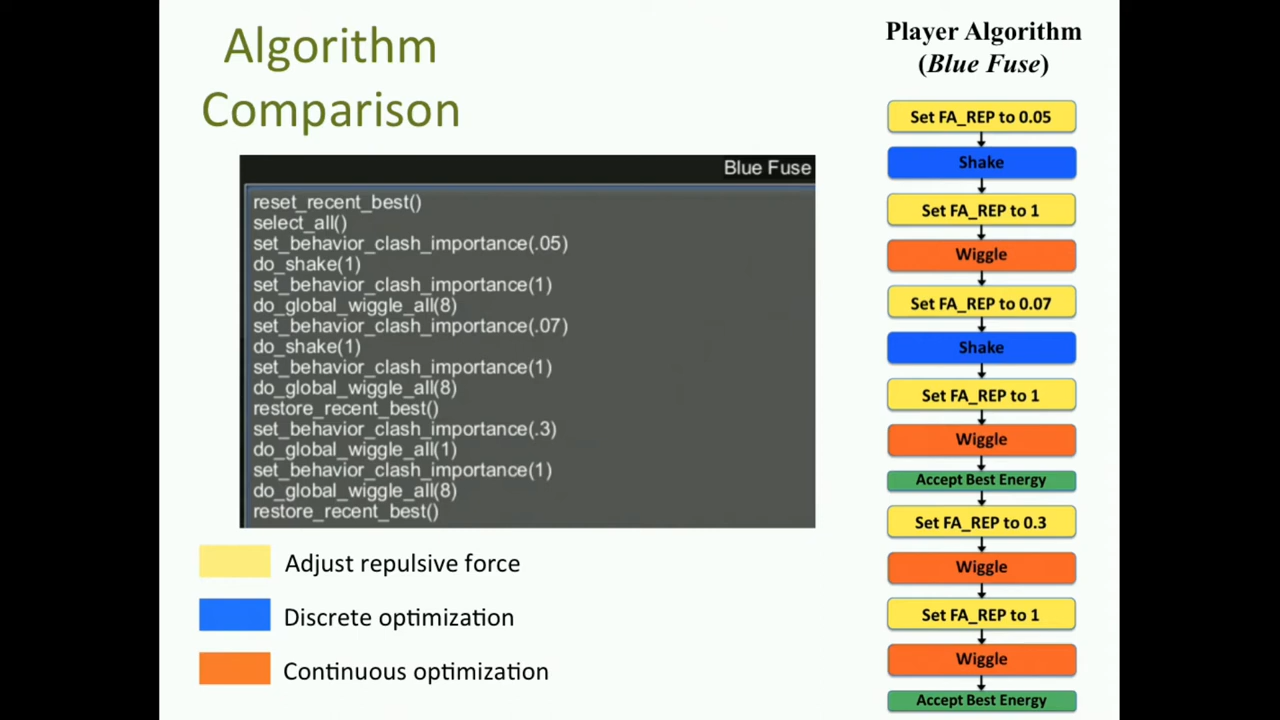 Algorithm
Comparison
Blue Fuse
reset_recent_best()
select_all()
set_behavior_clash_importance(.05)
do_shake(1)
set_behavior_clash_importance(1)
do_global_wiggle_all(8)
set_behavior_clash_importance(.07)
do_shake(1)
set_behavior_clash_importance(1)
do_global_wiggle_all(8)
restore_recent_best()
set_behavior_clash_importance(.3)
do_global_wiggle_all(1)
set_behavior_clash_importance(1)
do_global_wiggle_all(8)
restore_recent_best()
Adjust repulsive force
Discrete optimization
Continuous optimization
Player Algorithm
(Blue Fuse)
Set FA_REP to 0.05
Shake
Set FA_REP to 1
Wiggle
Set FA_REP to 0.07
Shake
Set FA_REP to 1
Wiggle
Accept Best Energy
Set FA_REP to 0.3
Wiggle
Set FA_REP to 1
Wiggle
Accept Best Energy